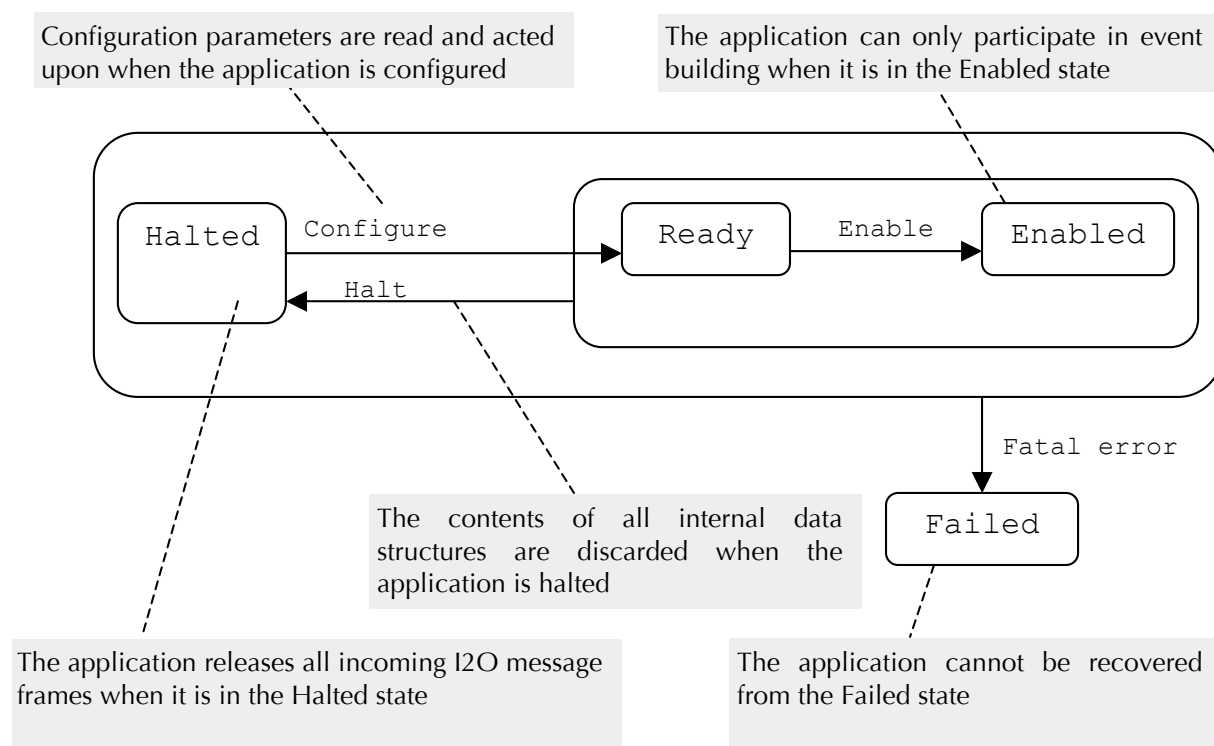 Configuration parameters are read and acted
upon when the application is configured
The application can only participate in event
building when it is in the Enabled state
Halted
Configure
Ready
Enable
Enabled
Halt
Fatal error
Failed
The contents of all internal data
structures are discarded when the
application is halted
The application releases all incoming I2O message
frames when it is in the Halted state
The application cannot be recovered
from the Failed state